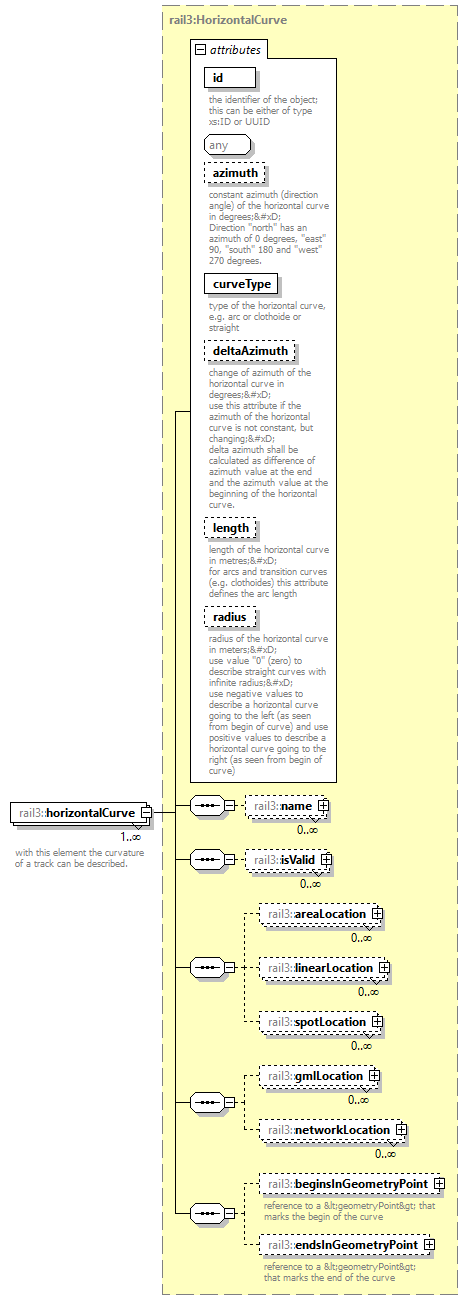 rail3:HorizontalCurve
attributes
id
the identifier of the object;
this can be either of type
xs:ID or UUID
any
azimuth
constant azimuth (direction
angle) of the horizontal curve
in degrees;&#xD;
Direction "north" has an
azimuth of 0 degrees, "east"
90, "south" 180 and "west"
270 degrees.
curveType
type of the horizontal curve,
e.g. arc or clothoide or
straight
deltaAzimuth
change of azimuth of the
horizontal curve in
degrees;&#xD;
use this attribute if the
azimuth of the horizontal
curve is not constant, but
changing;&#xD;
delta azimuth shall be
calculated as difference of
azimuth value at the end
and the azimuth value at the
beginning of the horizontal
curve.
length
length of the horizontal curve
in metres;&#xD;
for arcs and transition curves
(e.g. clothoides) this attribute
defines the arc length
radius
radius of the horizontal curve
in meters;&#xD;
use value "0" (zero) to
describe straight curves with
infinite radius;&#xD;
use negative values to
describe a horizontal curve
going to the left (as seen
from begin of curve) and use
positive values to describe a
horizontal curve going to the
right (as seen from begin of
curve)
rail3:horizontalCurve
1..∞
with this element the curvature
of a track can be described.
rail3:name
0..∞
rail3:isValid
0..∞
rail3:areaLocation
0..∞
rail3:linearLocation
0..∞
rail3:spotLocation
0..∞
rail3:gmlLocation
0..∞
rail3:networkLocation
0..∞
rail3:beginsInGeometryPoint
reference to a &lt;geometryPoint&gt; that
marks the begin of the curve
rail3:endsInGeometryPoint
reference to a &lt;geometryPoint&gt;
that marks the end of the curve